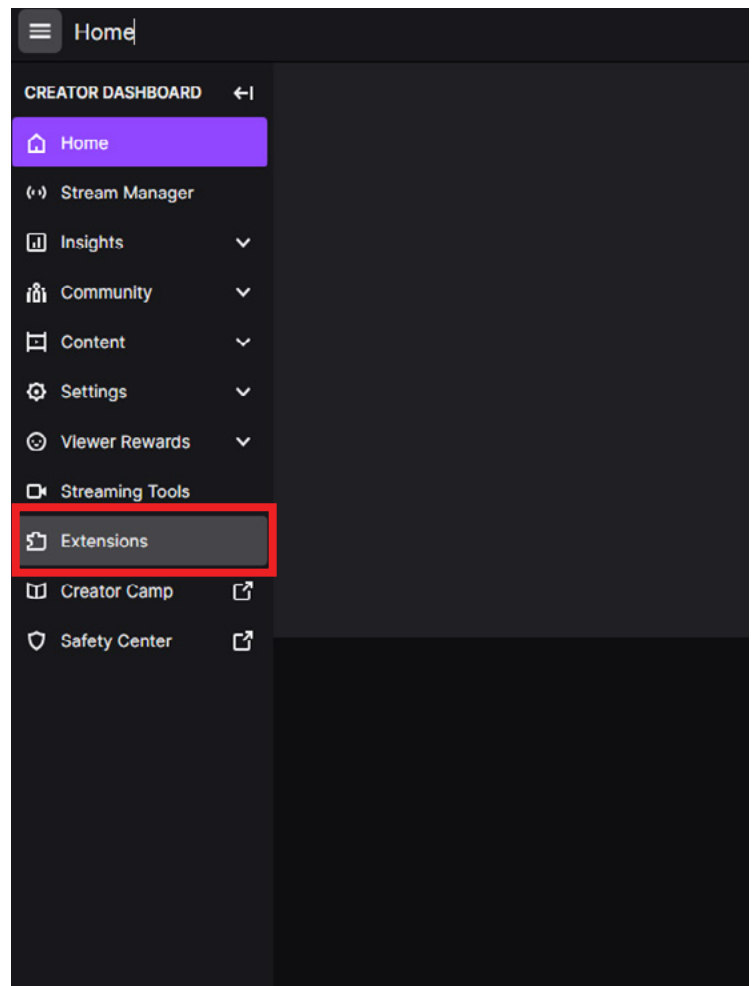 Home
CREATOR DASHBOARD
Home
Stream Manager
Insights
Community
Content
Settings
Viewer Rewards
Streaming Tools
Extensions
Creator Camp
Safety Center